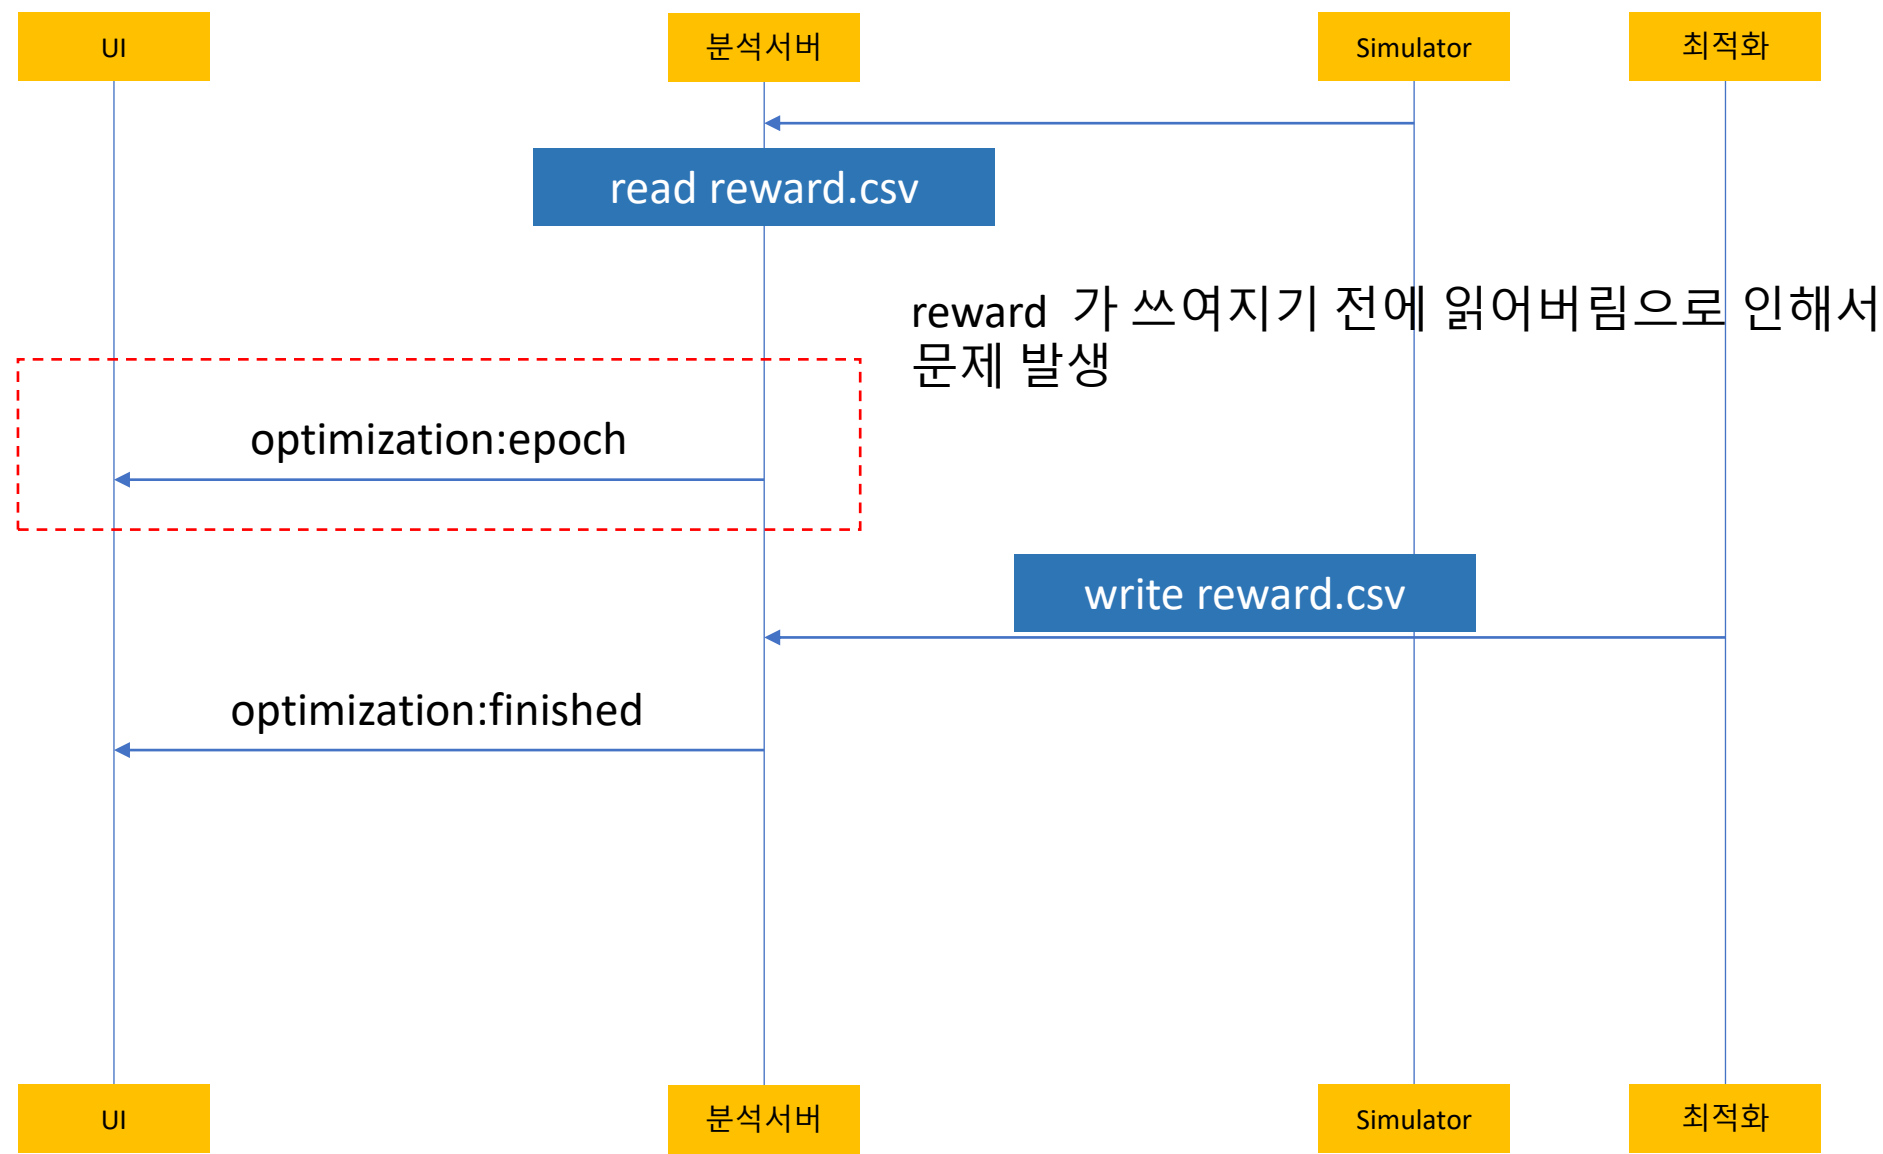 UI
분석서버
Simulator
최적화
read reward.csv
reward 가 쓰여지기 전에 읽어버림으로 인해서
문제 발생
optimization:epoch
write reward.csv
optimization:finished
UI
분석서버
Simulator
최적화